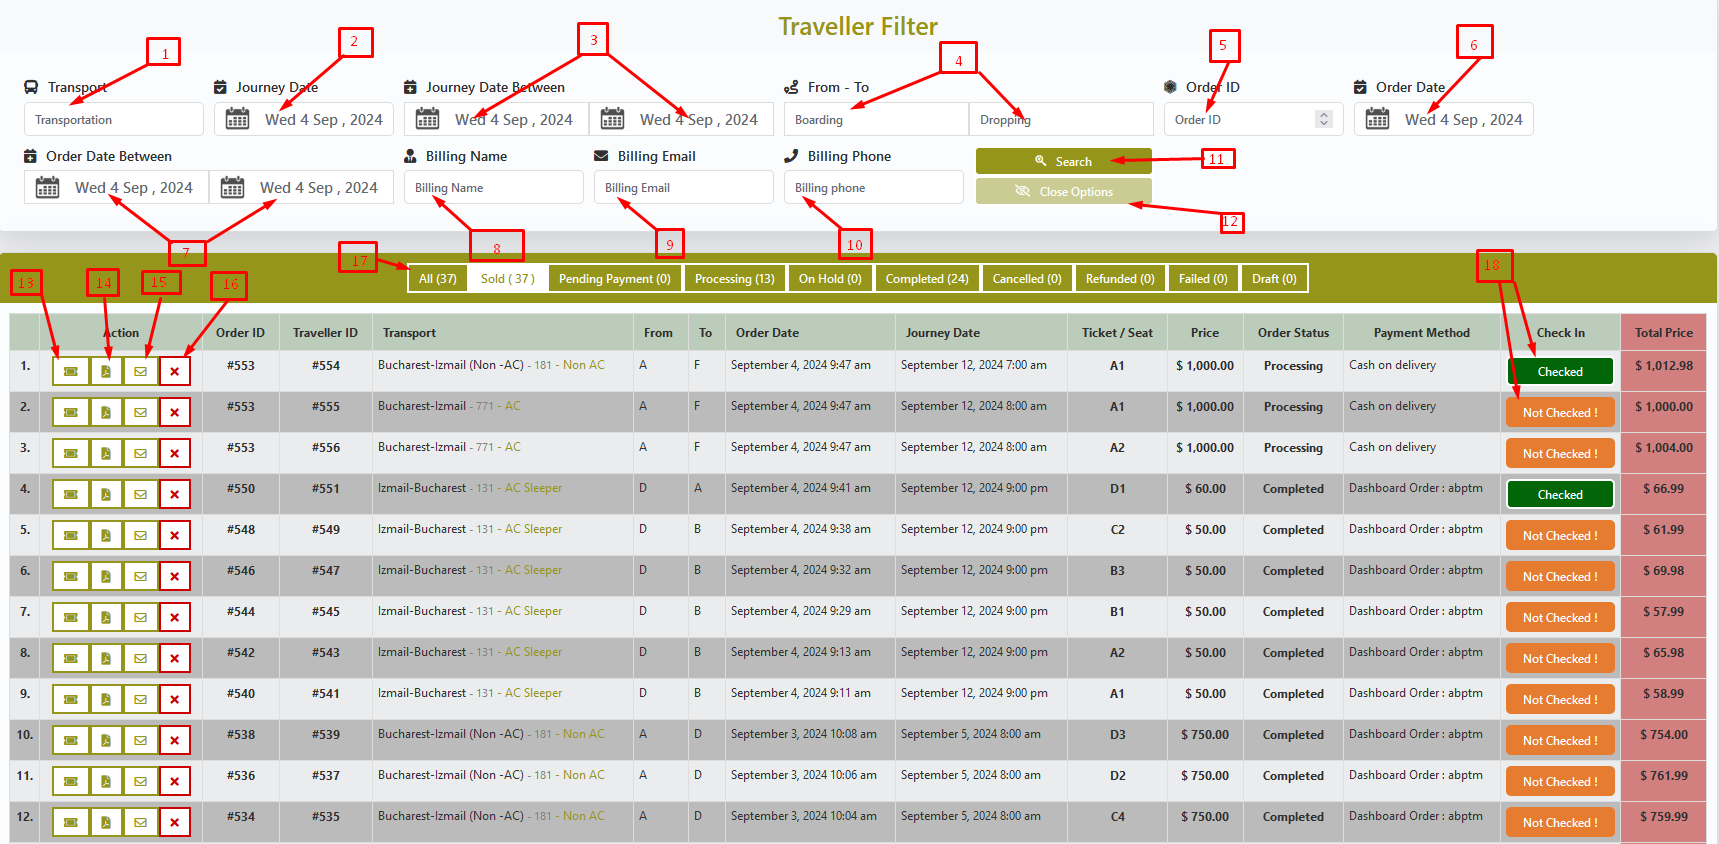 Traveller Filter
1
2
3
4
5
6
Transport
Journey Date
Journey Date Between
From - To
Order ID
Order Date
Transportation
Wed 4 Sep , 2024
Wed 4 Sep , 2024
Wed 4 Sep , 2024
Boarding
Dropping
Order ID
Wed 4 Sep , 2024
Order Date Between
Billing Name
Billing Email
Billing Phone
Search
11
Wed 4 Sep , 2024
Wed 4 Sep , 2024
Billing Name
Billing Email
Billing phone
Close Options
12
7
8
9
10
17
18
13
14
15
16
All (37)
Sold ( 37 )
Pending Payment (0)
Processing (13)
On Hold (0)
Completed (24)
Cancelled (0)
Refunded (0)
Failed (0)
Draft (0)
Action Order ID Traveller ID Transport From To Order Date Journey Date Ticket / Seat Price Order Status Payment Method Check In Total Price
1. #553 #554 Bucharest-Izmail (Non -AC) - 181 - Non AC A F September 4, 2024 9:47 am September 12, 2024 7:00 am A1 $ 1,000.00 Processing Cash on delivery Checked $ 1,012.98
2. #553 #555 Bucharest-Izmail - 771 - AC A F September 4, 2024 9:47 am September 12, 2024 8:00 am A1 $ 1,000.00 Processing Cash on delivery Not Checked ! $ 1,000.00
3. #553 #556 Bucharest-Izmail - 771 - AC A F September 4, 2024 9:47 am September 12, 2024 8:00 am A2 $ 1,000.00 Processing Cash on delivery Not Checked ! $ 1,004.00
4. #550 #551 Izmail-Bucharest - 131 - AC Sleeper D A September 4, 2024 9:41 am September 12, 2024 9:00 pm D1 $ 60.00 Completed Dashboard Order : abptm Checked $ 66.99
5. #548 #549 Izmail-Bucharest - 131 - AC Sleeper D B September 4, 2024 9:38 am September 12, 2024 9:00 pm C2 $ 50.00 Completed Dashboard Order : abptm Not Checked ! $ 61.99
6. #546 #547 Izmail-Bucharest - 131 - AC Sleeper D B September 4, 2024 9:32 am September 12, 2024 9:00 pm B3 $ 50.00 Completed Dashboard Order : abptm Not Checked ! $ 69.98
7. #544 #545 Izmail-Bucharest - 131 - AC Sleeper D B September 4, 2024 9:29 am September 12, 2024 9:00 pm B1 $ 50.00 Completed Dashboard Order : abptm Not Checked ! $ 57.99
8. #542 #543 Izmail-Bucharest - 131 - AC Sleeper D B September 4, 2024 9:13 am September 12, 2024 9:00 pm A2 $ 50.00 Completed Dashboard Order : abptm Not Checked ! $ 65.98
9. #540 #541 Izmail-Bucharest - 131 - AC Sleeper D B September 4, 2024 9:11 am September 12, 2024 9:00 pm A1 $ 50.00 Completed Dashboard Order : abptm Not Checked ! $ 58.99
10. #538 #539 Bucharest-Izmail (Non -AC) - 181 - Non AC A D September 3, 2024 10:08 am September 5, 2024 8:00 am D3 $ 750.00 Completed Dashboard Order : abptm Not Checked ! $ 754.00
11. #536 #537 Bucharest-Izmail (Non -AC) - 181 - Non AC A D September 3, 2024 10:06 am September 5, 2024 8:00 am D2 $ 750.00 Completed Dashboard Order : abptm Not Checked ! $ 761.99
12. #534 #535 Bucharest-Izmail (Non -AC) - 181 - Non AC A D September 3, 2024 10:04 am September 5, 2024 8:00 am C4 $ 750.00 Completed Dashboard Order : abptm Not Checked ! $ 759.99